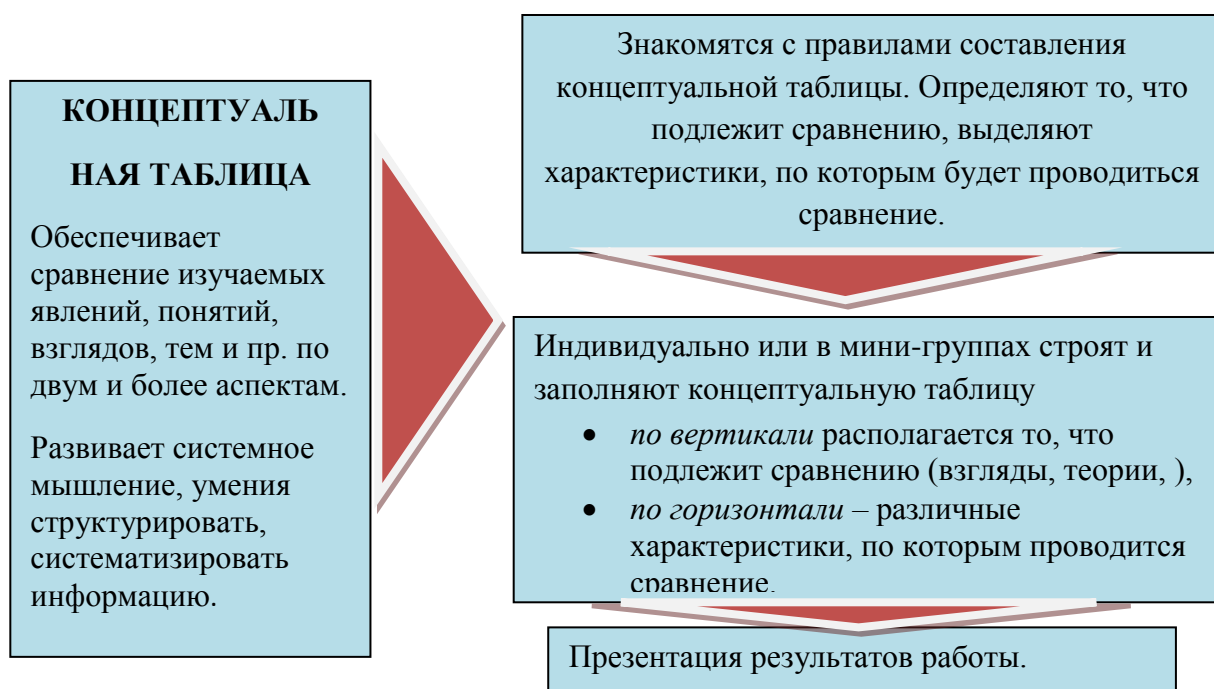 КОНЦЕПТУАЛЬ
НАЯ ТАБЛИЦА
Обеспечивает
сравнение изучаемых
явлений, понятий,
взглядов, тем и пр. по
двум и более аспектам.
Развивает системное
мышление, умения
структурировать,
систематизировать
информацию.
Знакомятся с правилами составления
концептуальной таблицы. Определяют то, что
подлежит сравнению, выделяют
характеристики, по которым будет проводиться
сравнение.
Индивидуально или в мини-группах строят и
заполняют концептуальную таблицу
• по вертикали располагается то, что
подлежит сравнению (взгляды, теории, ),
• по горизонтали – различные
характеристики, по которым проводится
сравнение.
Презентация результатов работы.